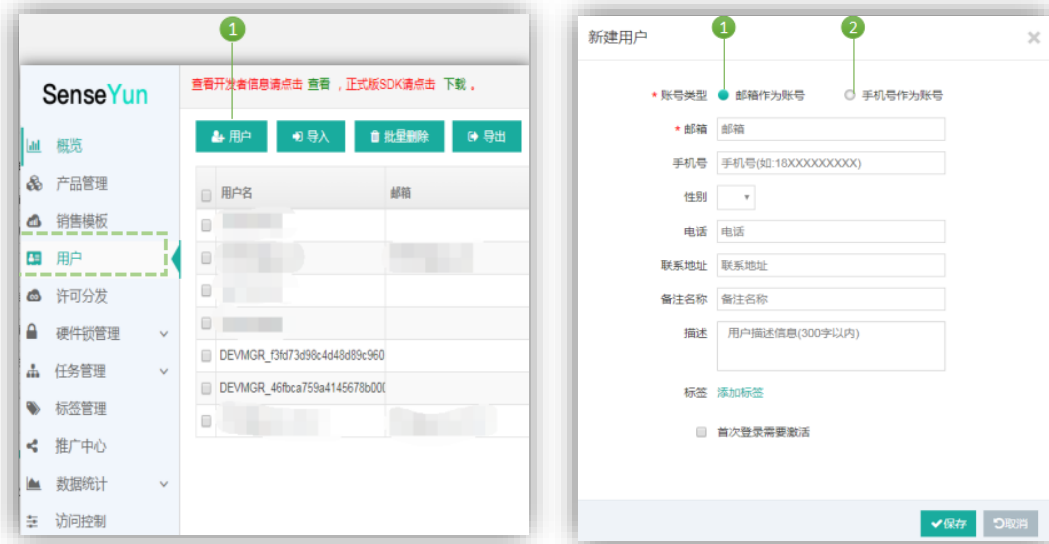 1
查看开发者信息请点击 查看 ，正式版SDK请点击 下载 。
SenseYun
用户 导入 批量删除 导出
概览
产品管理
销售模板
用户
许可分发
硬件锁管理
任务管理
标签管理
推广中心
数据统计
访问控制
用户名 邮箱
DEVMGR_f3fd73d98c4d48d89c960
DEVMGR_46fbca759a4145678b000
新建用户
1 2
* 账号类型 邮箱作为账号 手机号作为账号
* 邮箱 邮箱
手机号 手机号(如:18XXXXXXXXX)
性别
电话 电话
联系地址 联系地址
备注名称 备注名称
描述 用户描述信息(300字以内)
标签 添加标签
首次登录需要激活
保存 取消